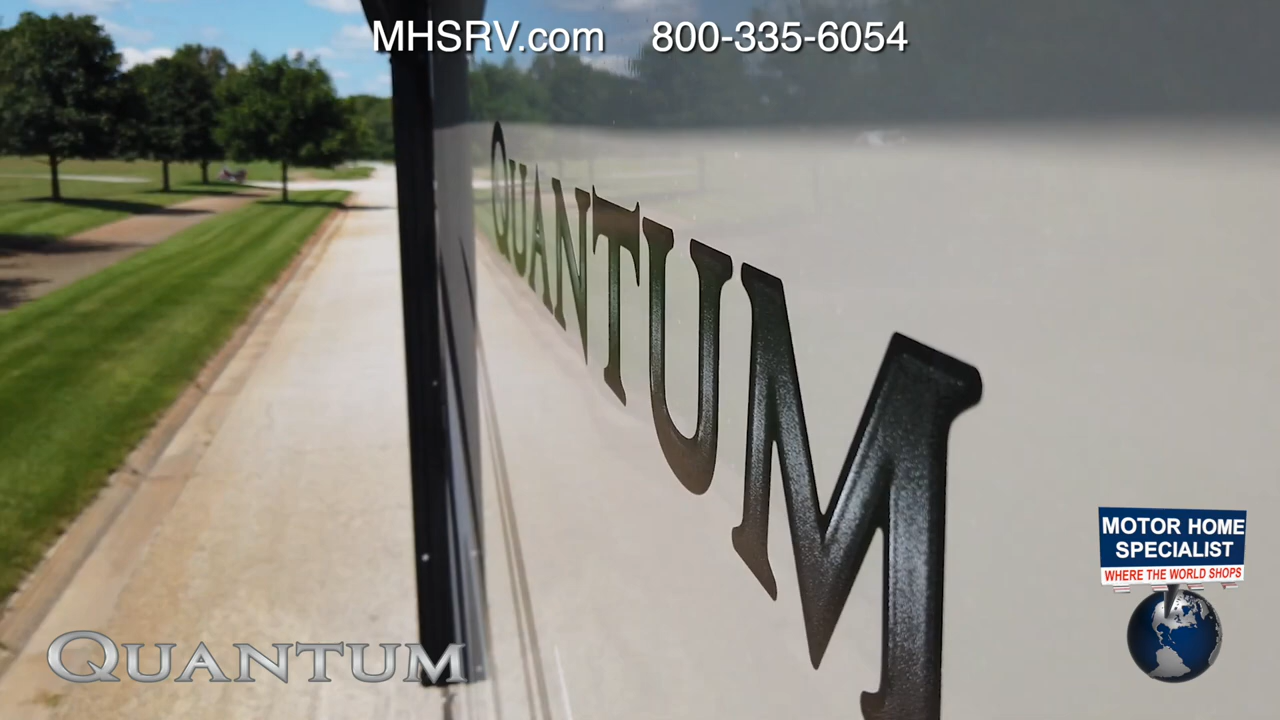 MHSRV.com 800-335-6054
QUANTUM
MOTOR HOME
SPECIALIST
WHERE THE WORLD SHOPS
QUANTUM